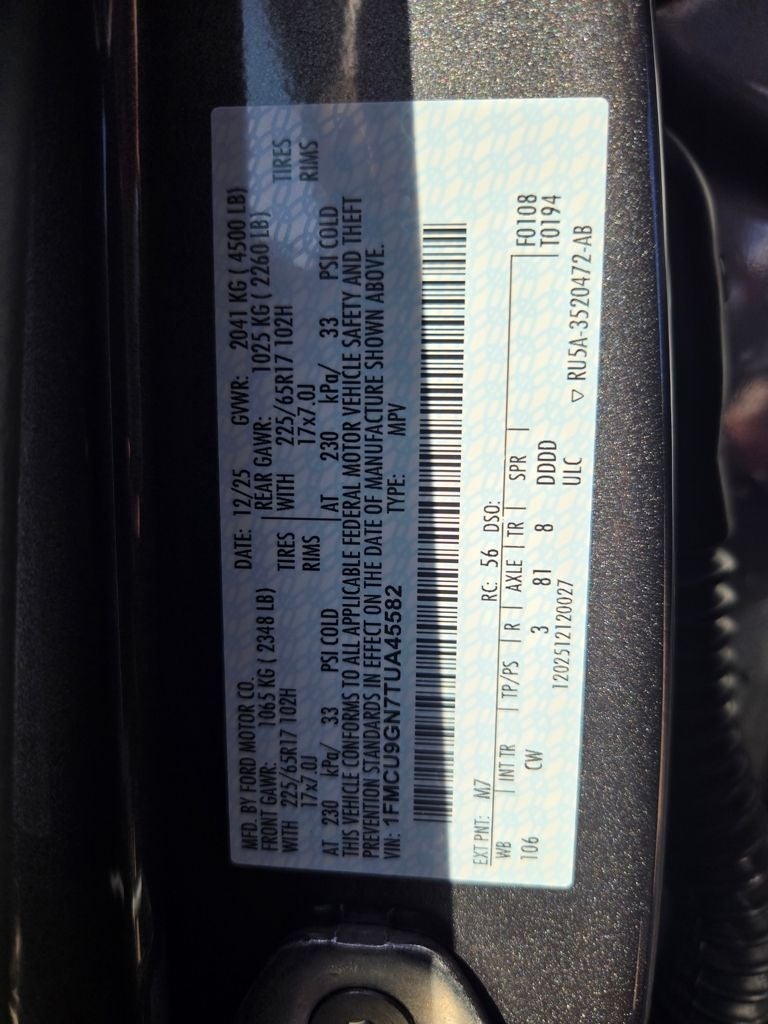 MFD. BY FORD MOTOR CO. DATE: 12/25 GVWR: 2041 KG ( 4500 LB)
FRONT GAWR: 1065 KG ( 2348 LB) REAR GAWR: 1025 KG ( 2260 LB)
WITH 225/65R17 102H TIRES WITH 225/65R17 102H TIRES
17x7.0J RIMS 17x7.0J RIMS
AT 230 kPa/ 33 PSI COLD AT 230 kPa/ 33 PSI COLD
THIS VEHICLE CONFORMS TO ALL APPLICABLE FEDERAL MOTOR VEHICLE SAFETY AND THEFT
PREVENTION STANDARDS IN EFFECT ON THE DATE OF MANUFACTURE SHOWN ABOVE.
VIN: 1FMCU9GN7TUA45582 TYPE: MPV
EXT PNT: M7 RC: 56 DSO:
WB | INT TR | TP/PS | R | AXLE | TR | SPR | F0108
106 CW 3 81 8 DDDD T0194
1202512120027 ULC ▽ RU5A-3520472-AB